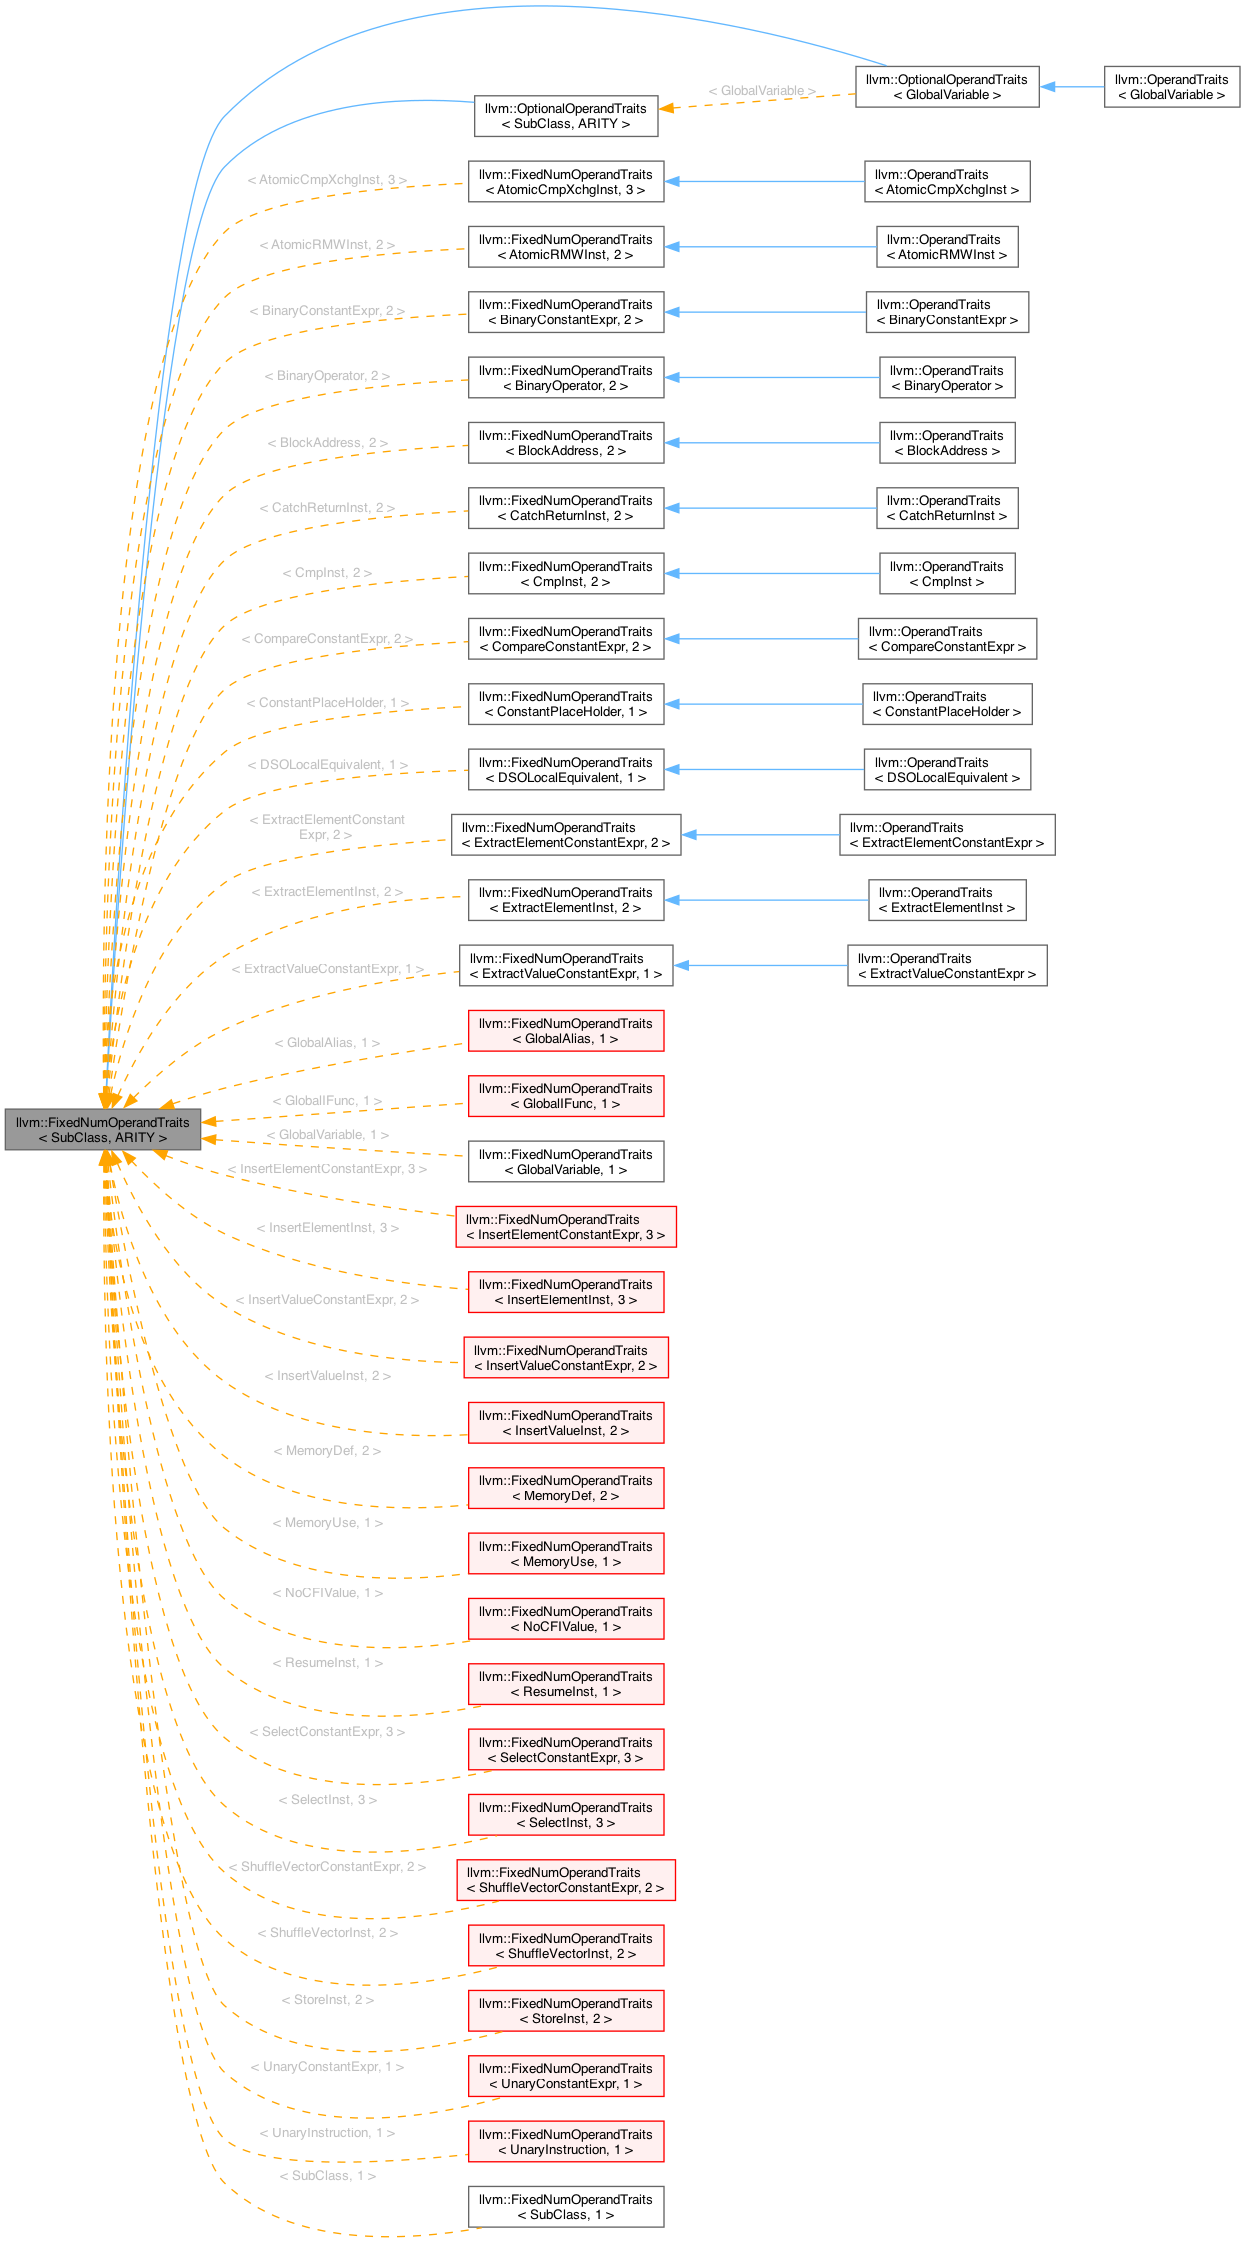 llvm::OptionalOperandTraits
< GlobalVariable >
llvm::OperandTraits
< GlobalVariable >
< GlobalVariable >
llvm::OptionalOperandTraits
< SubClass, ARITY >
< AtomicCmpXchgInst, 3 >
llvm::FixedNumOperandTraits
< AtomicCmpXchgInst, 3 >
llvm::OperandTraits
< AtomicCmpXchgInst >
< AtomicRMWInst, 2 >
llvm::FixedNumOperandTraits
< AtomicRMWInst, 2 >
llvm::OperandTraits
< AtomicRMWInst >
< BinaryConstantExpr, 2 >
llvm::FixedNumOperandTraits
< BinaryConstantExpr, 2 >
llvm::OperandTraits
< BinaryConstantExpr >
< BinaryOperator, 2 >
llvm::FixedNumOperandTraits
< BinaryOperator, 2 >
llvm::OperandTraits
< BinaryOperator >
< BlockAddress, 2 >
llvm::FixedNumOperandTraits
< BlockAddress, 2 >
llvm::OperandTraits
< BlockAddress >
< CatchReturnInst, 2 >
llvm::FixedNumOperandTraits
< CatchReturnInst, 2 >
llvm::OperandTraits
< CatchReturnInst >
< CmpInst, 2 >
llvm::FixedNumOperandTraits
< CmpInst, 2 >
llvm::OperandTraits
< CmpInst >
< CompareConstantExpr, 2 >
llvm::FixedNumOperandTraits
< CompareConstantExpr, 2 >
llvm::OperandTraits
< CompareConstantExpr >
< ConstantPlaceHolder, 1 >
llvm::FixedNumOperandTraits
< ConstantPlaceHolder, 1 >
llvm::OperandTraits
< ConstantPlaceHolder >
< DSOLocalEquivalent, 1 >
llvm::FixedNumOperandTraits
< DSOLocalEquivalent, 1 >
llvm::OperandTraits
< DSOLocalEquivalent >
< ExtractElementConstant
Expr, 2 >
llvm::FixedNumOperandTraits
< ExtractElementConstantExpr, 2 >
llvm::OperandTraits
< ExtractElementConstantExpr >
< ExtractElementInst, 2 >
llvm::FixedNumOperandTraits
< ExtractElementInst, 2 >
llvm::OperandTraits
< ExtractElementInst >
< ExtractValueConstantExpr, 1 >
llvm::FixedNumOperandTraits
< ExtractValueConstantExpr, 1 >
llvm::OperandTraits
< ExtractValueConstantExpr >
< GlobalAlias, 1 >
llvm::FixedNumOperandTraits
< GlobalAlias, 1 >
< GlobalIFunc, 1 >
llvm::FixedNumOperandTraits
< GlobalIFunc, 1 >
llvm::FixedNumOperandTraits
< SubClass, ARITY >
< GlobalVariable, 1 >
llvm::FixedNumOperandTraits
< GlobalVariable, 1 >
< InsertElementConstantExpr, 3 >
llvm::FixedNumOperandTraits
< InsertElementConstantExpr, 3 >
< InsertElementInst, 3 >
llvm::FixedNumOperandTraits
< InsertElementInst, 3 >
< InsertValueConstantExpr, 2 >
llvm::FixedNumOperandTraits
< InsertValueConstantExpr, 2 >
< InsertValueInst, 2 >
llvm::FixedNumOperandTraits
< InsertValueInst, 2 >
< MemoryDef, 2 >
llvm::FixedNumOperandTraits
< MemoryDef, 2 >
< MemoryUse, 1 >
llvm::FixedNumOperandTraits
< MemoryUse, 1 >
< NoCFIValue, 1 >
llvm::FixedNumOperandTraits
< NoCFIValue, 1 >
< ResumeInst, 1 >
llvm::FixedNumOperandTraits
< ResumeInst, 1 >
< SelectConstantExpr, 3 >
llvm::FixedNumOperandTraits
< SelectConstantExpr, 3 >
< SelectInst, 3 >
llvm::FixedNumOperandTraits
< SelectInst, 3 >
< ShuffleVectorConstantExpr, 2 >
llvm::FixedNumOperandTraits
< ShuffleVectorConstantExpr, 2 >
< ShuffleVectorInst, 2 >
llvm::FixedNumOperandTraits
< ShuffleVectorInst, 2 >
< StoreInst, 2 >
llvm::FixedNumOperandTraits
< StoreInst, 2 >
< UnaryConstantExpr, 1 >
llvm::FixedNumOperandTraits
< UnaryConstantExpr, 1 >
< UnaryInstruction, 1 >
llvm::FixedNumOperandTraits
< UnaryInstruction, 1 >
< SubClass, 1 >
llvm::FixedNumOperandTraits
< SubClass, 1 >